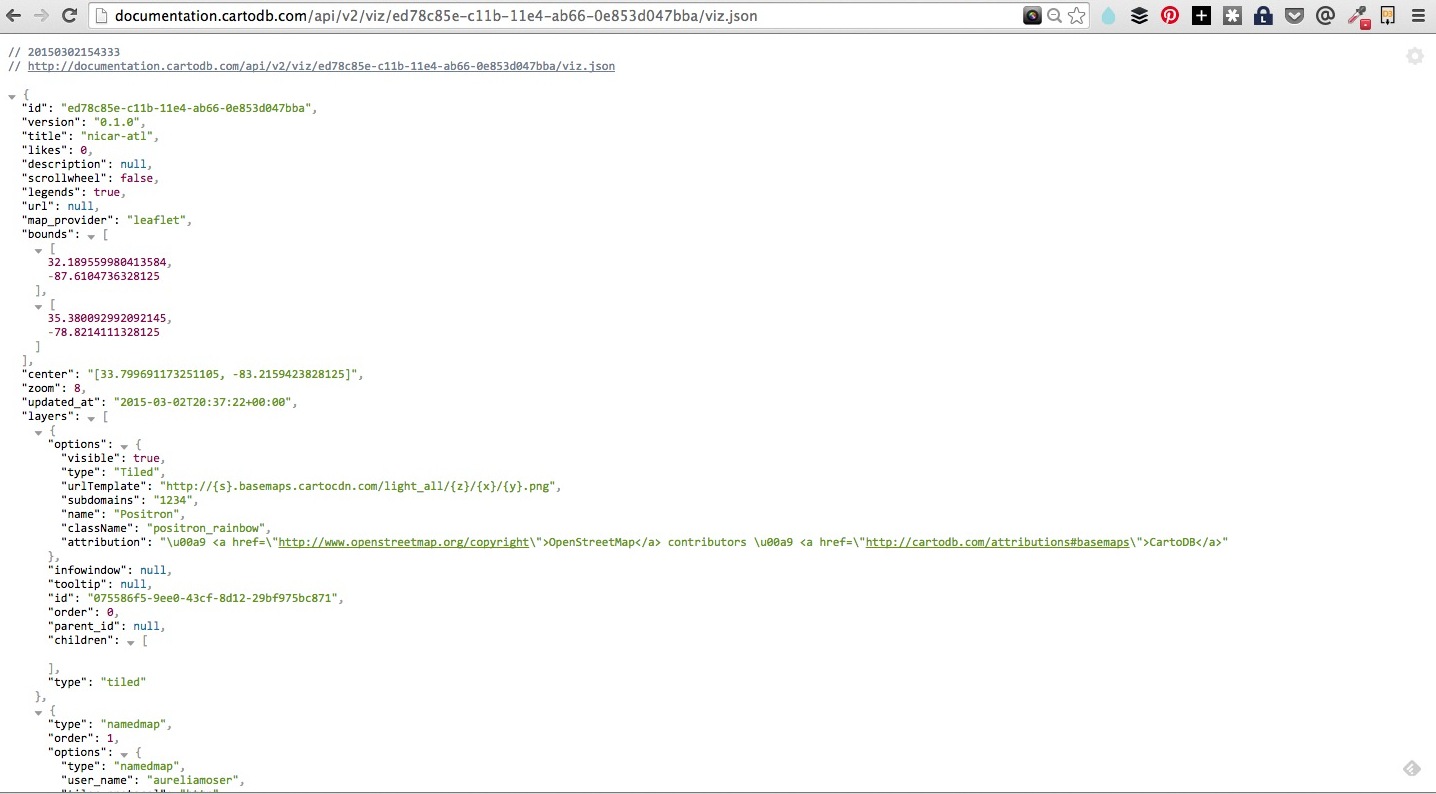 documentation.cartodb.com/api/v2/viz/ed78c85e-c11b-11e4-ab66-0e853d047bba/viz.json
// 20150302154333
// http://documentation.cartodb.com/api/v2/viz/ed78c85e-c11b-11e4-ab66-0e853d047bba/viz.json
{
"id": "ed78c85e-c11b-11e4-ab66-0e853d047bba",
"version": "0.1.0",
"title": "nicar-atl",
"likes": 0,
"description": null,
"scrollwheel": false,
"legends": true,
"url": null,
"map_provider": "leaflet",
"bounds": [
[
32.189559980413584,
-87.6104736328125
],
[
35.380092992092145,
-78.8214111328125
]
],
"center": "[33.799691173251105, -83.2159423828125]",
"zoom": 8,
"updated_at": "2015-03-02T20:37:22+00:00",
"layers": [
{
"options": {
"visible": true,
"type": "Tiled",
"urlTemplate": "http://{s}.basemaps.cartocdn.com/light_all/{z}/{x}/{y}.png",
"subdomains": "1234",
"name": "Positron",
"className": "positron_rainbow",
"attribution": "\u00a9 <a href=\"http://www.openstreetmap.org/copyright\">OpenStreetMap</a> contributors \u00a9 <a href=\"http://cartodb.com/attributions#basemaps\">CartoDB</a>"
},
"infowindow": null,
"tooltip": null,
"id": "075586f5-9ee0-43cf-8d12-29bf975bc871",
"order": 0,
"parent_id": null,
"children": [
],
"type": "tiled"
},
{
"type": "namedmap",
"order": 1,
"options": {
"type": "namedmap",
"user_name": "aureliamoser",